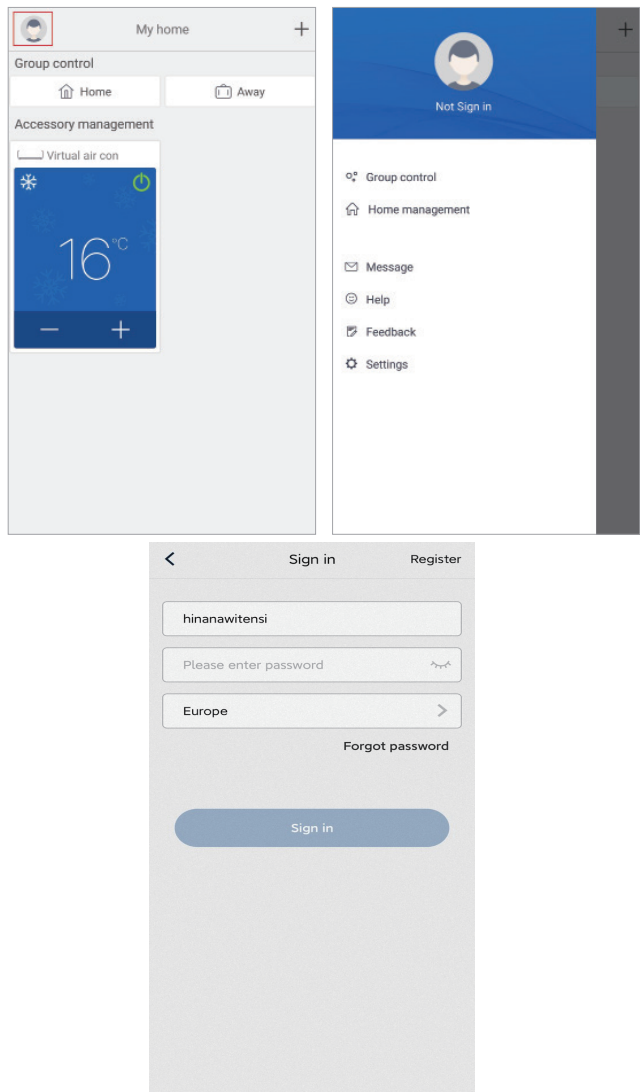 My home
Group control
Home Away
Accessory management
Virtual air con
16°C
Not Sign in
Group control
Home management
Message
Help
Feedback
Settings
Sign in Register
hinanawitensi
Please enter password
Europe
Forgot password
Sign in